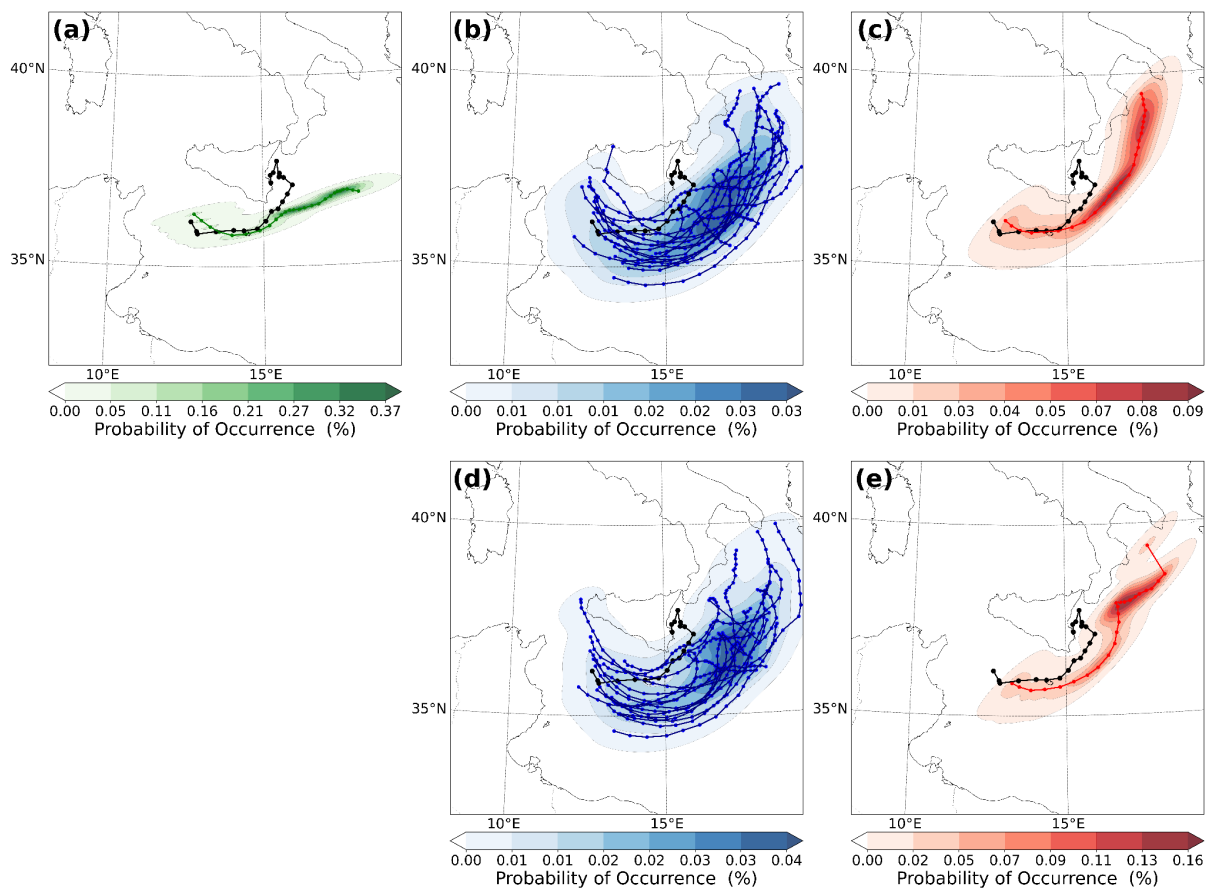 (a)
(b)
(c)
40°N
40°N
40°N
35°N
35°N
35°N
10°E 15°E
10°E 15°E
10°E 15°E
0.00 0.05 0.11 0.16 0.21 0.27 0.32 0.37
0.00 0.01 0.01 0.01 0.02 0.03 0.03
0.00 0.01 0.03 0.04 0.05 0.07 0.08 0.09
Probability of Occurrence (%)
Probability of Occurrence (%)
Probability of Occurrence (%)
(d)
(e)
40°N
40°N
35°N
35°N
10°E 15°E
10°E 15°E
0.00 0.01 0.01 0.02 0.02 0.03 0.04
0.00 0.02 0.05 0.07 0.09 0.11 0.13 0.16
Probability of Occurrence (%)
Probability of Occurrence (%)